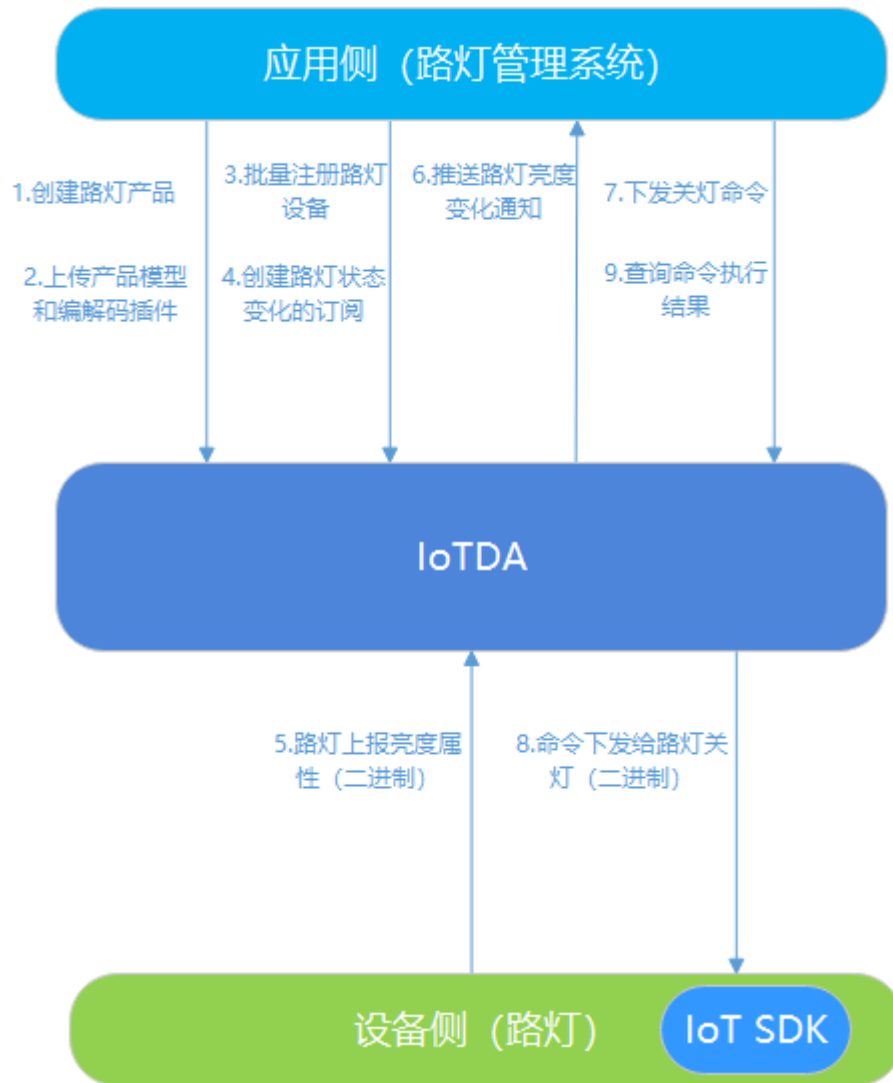 应用侧（路灯管理系统）
1.创建路灯产品
2.上传产品模型
和编解码插件
3.批量注册路灯
设备
4.创建路灯状态
变化的订阅
6.推送路灯亮度
变化通知
7.下发关灯命令
9.查询命令执行
结果
IoTDA
5.路灯上报亮度属
性（二进制）
8.命令下发给路灯关
灯（二进制）
设备侧（路灯）
IoT SDK